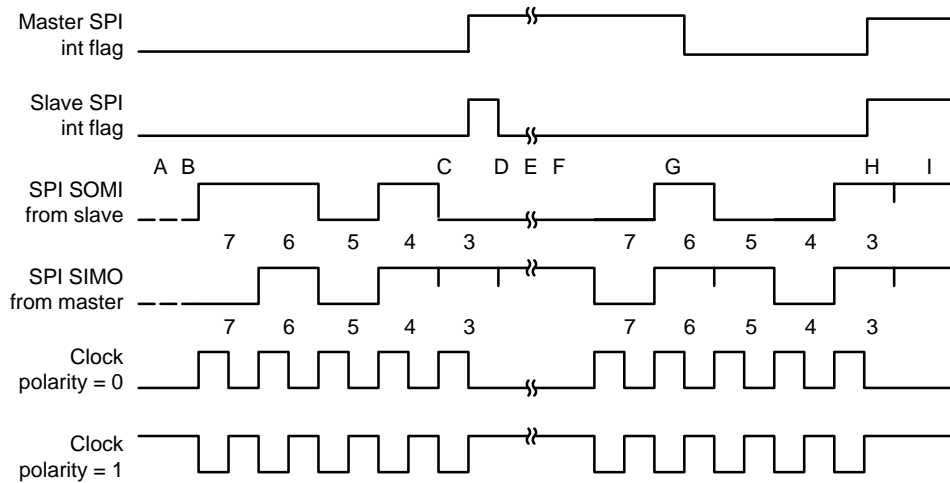 Master SPI
int flag
Slave SPI
int flag
A B C D E F G H I
SPI SOMI
from slave
7 6 5 4 3 7 6 5 4 3
SPI SIMO
from master
7 6 5 4 3 7 6 5 4 3
Clock
polarity = 0
Clock
polarity = 1